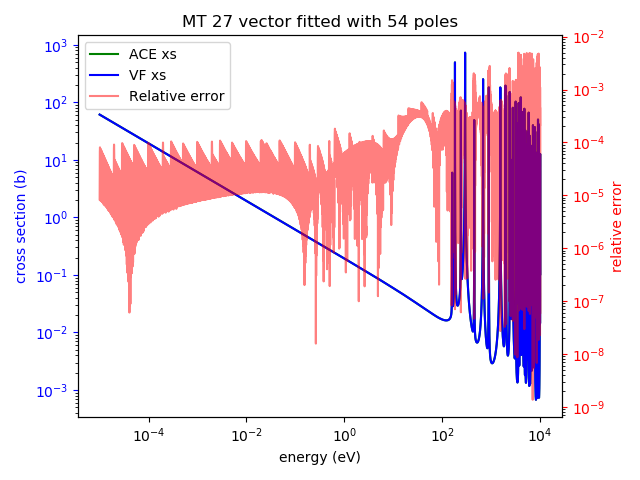 MT 27 vector fitted with 54 poles
ACE xs
VF xs
Relative error
cross section (b)
10^3
10^2
10^1
10^0
10^-1
10^-2
10^-3
relative error
10^-2
10^-3
10^-4
10^-5
10^-6
10^-7
10^-8
10^-9
10^-4
10^-2
10^0
10^2
10^4
energy (eV)